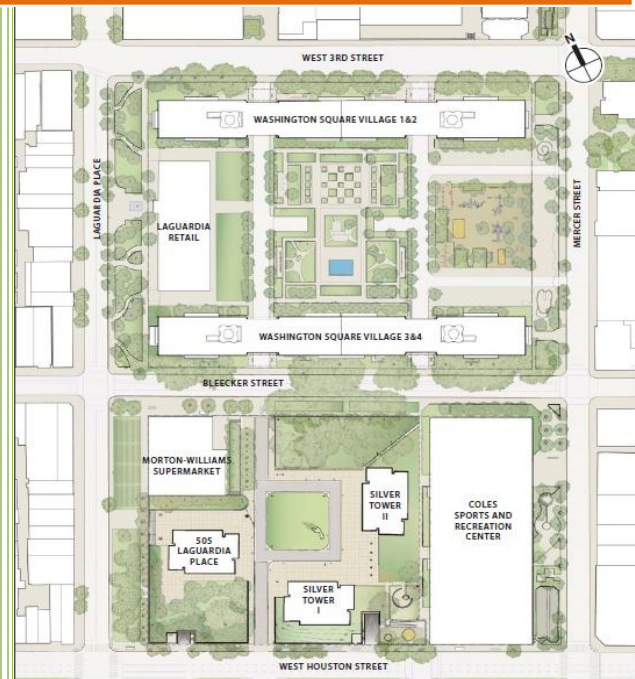 WEST 3RD STREET
N
WASHINGTON SQUARE VILLAGE 1&2
LAGUARDIA PLACE
LAGUARDIA
RETAIL
MERCER STREET
WASHINGTON SQUARE VILLAGE 3&4
BLEECKER STREET
MORTON-WILLIAMS
SUPERMARKET
SILVER
TOWER
II
COLES
SPORTS AND
RECREATION
CENTER
505
LAGUARDIA
PLACE
SILVER
TOWER
I
WEST HOUSTON STREET